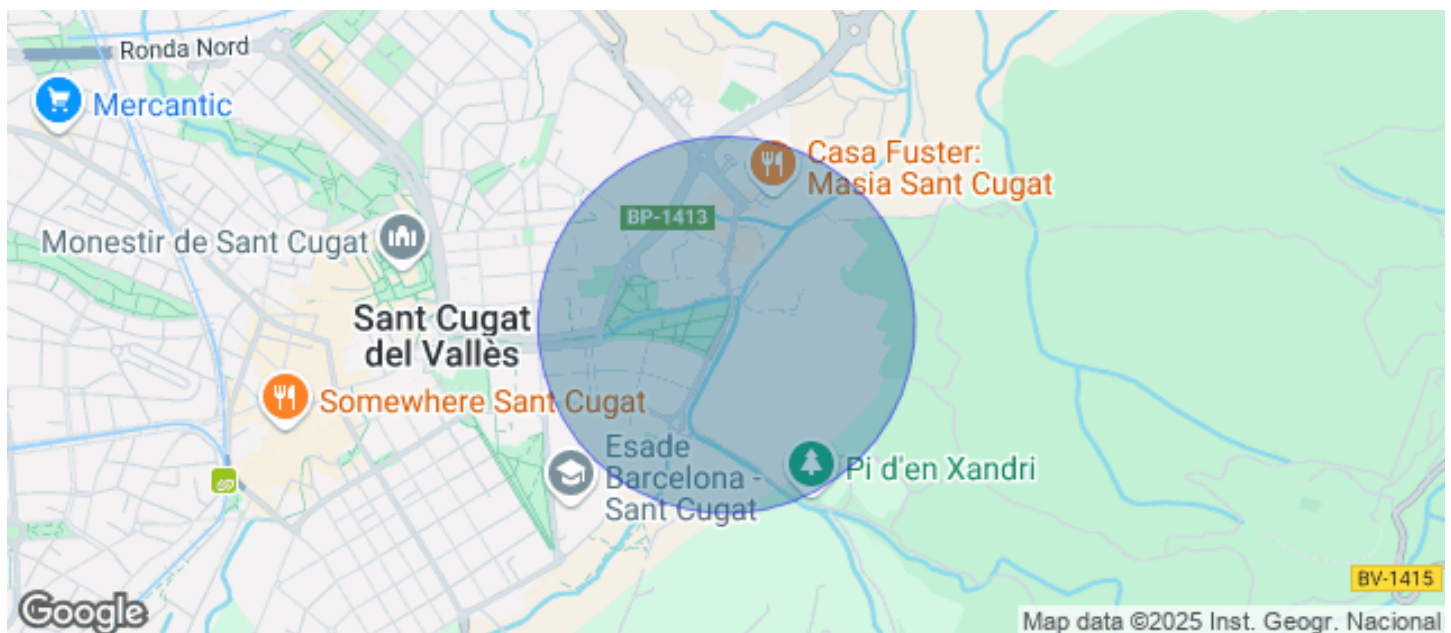 Ronda Nord
Mercantic
Casa Fuster:
Masia Sant Cugat
BP-1413
Monestir de Sant Cugat
Sant Cugat
del Vallès
Somewhere Sant Cugat
Esade
Barcelona -
Sant Cugat
Pi d'en Xandri
BV-1415
Google
Map data ©2025 Inst. Geogr. Nacional